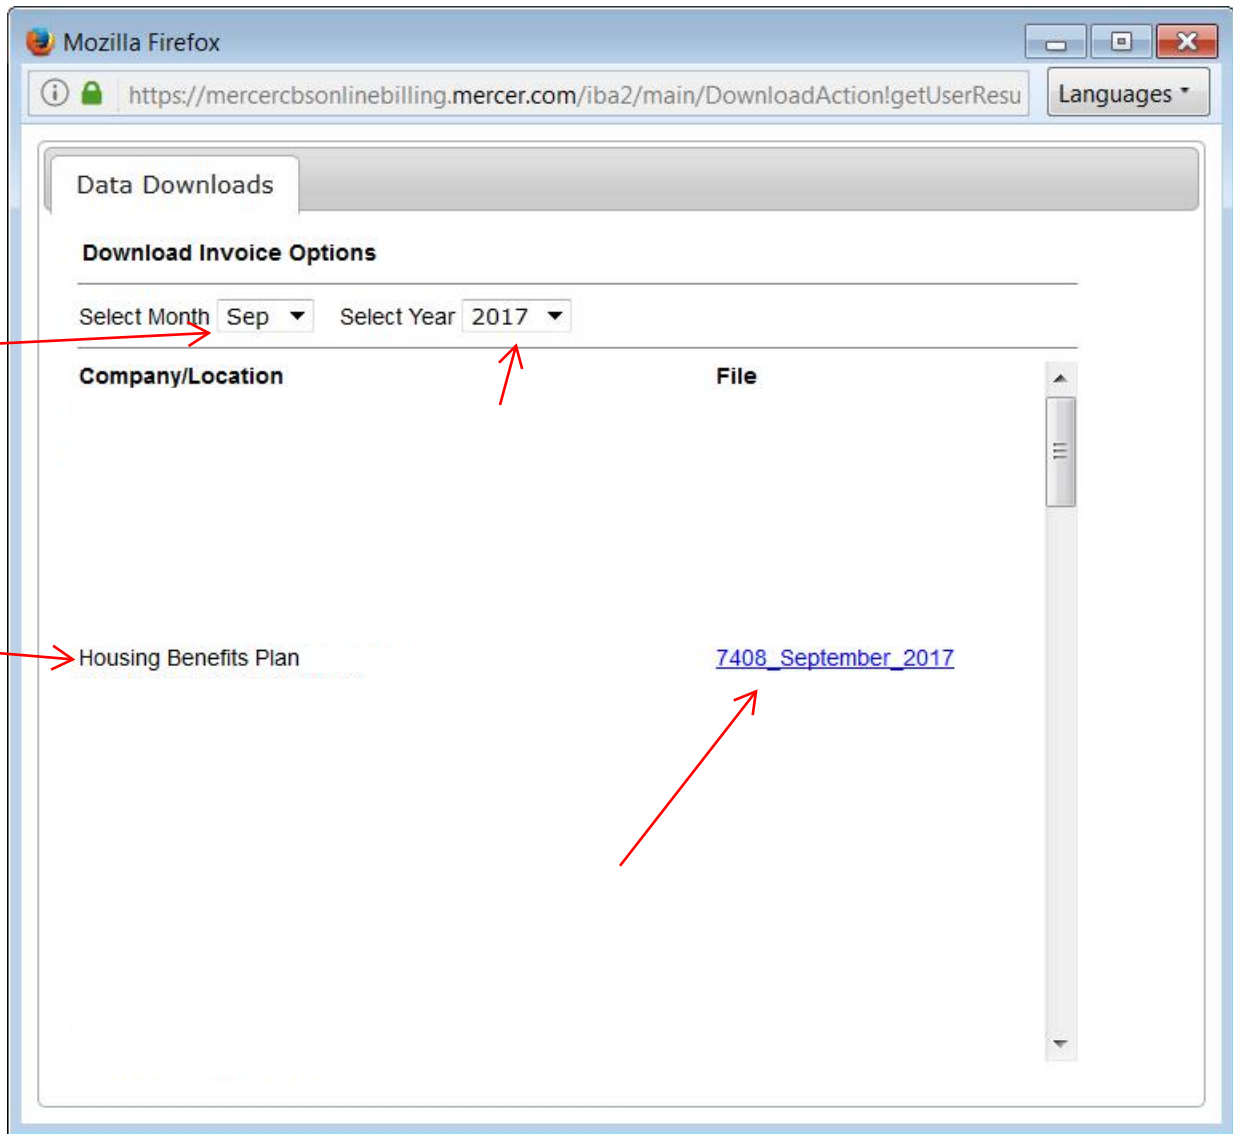 Mozilla Firefox
https://mercercbsonlinebilling.mercer.com/iba2/main/DownloadAction!getUserResu Languages
Data Downloads
Download Invoice Options
Select Month Sep Select Year 2017
Company/Location File
Housing Benefits Plan 7408_September_2017